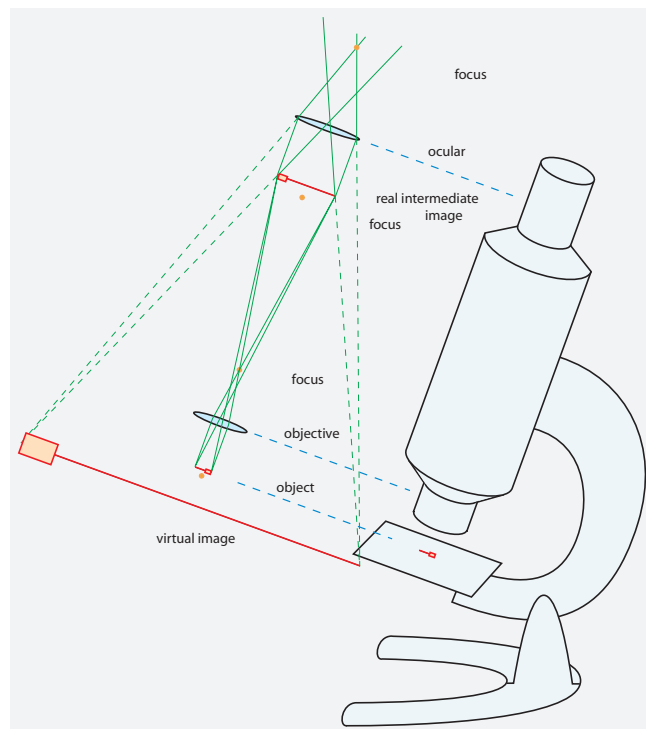 focus
ocular
real intermediate
image
focus
focus
objective
object
virtual image